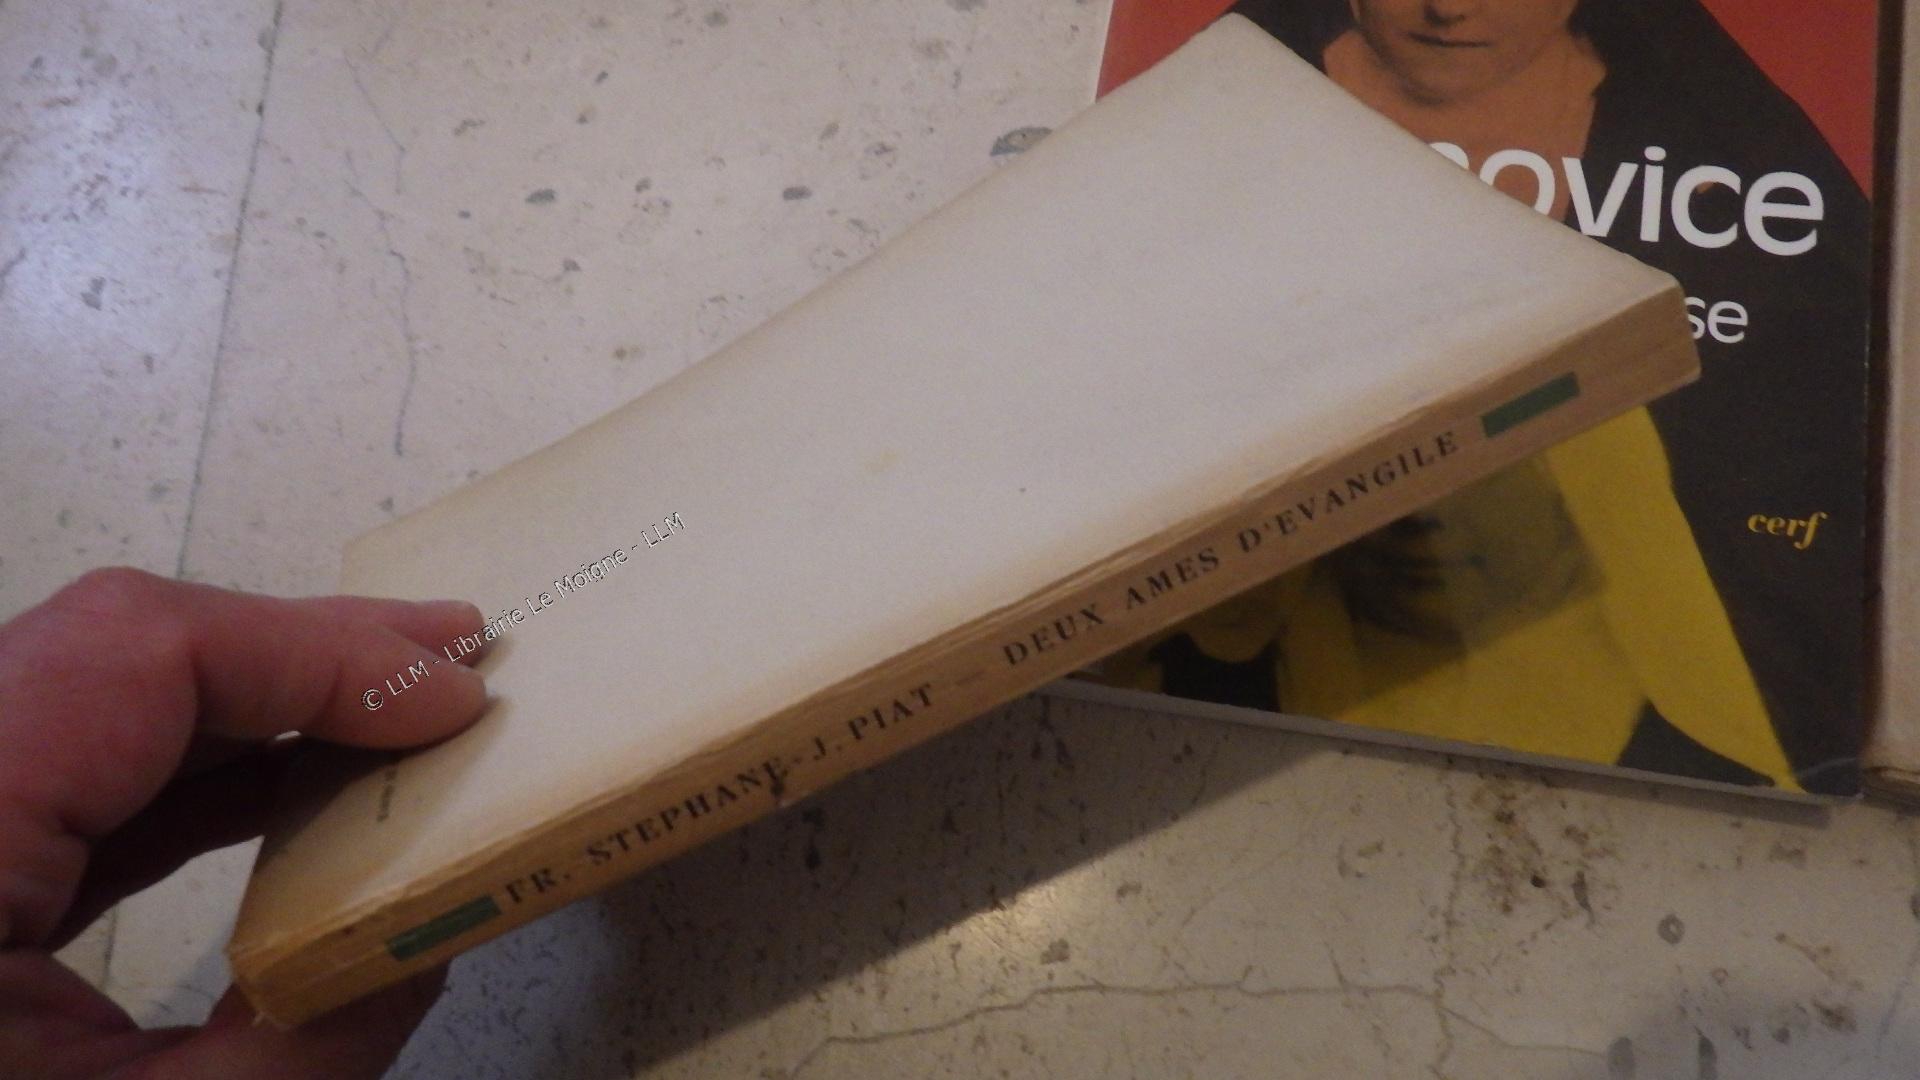 ovice
se
cerf
FR. STEPHANE-J. PIAT — DEUX AMES D'EVANGILE
© LLM - Librairie Le Moigne - LLM